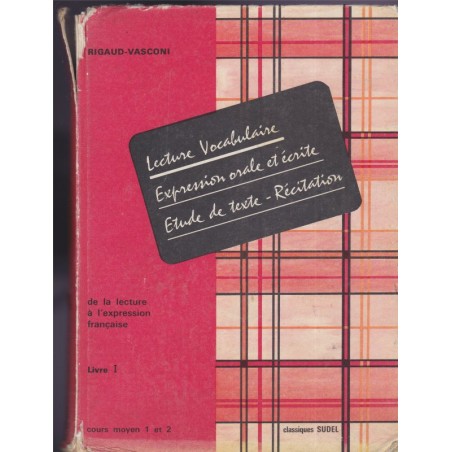 RIGAUD-VASCONI
Lecture Vocabulaire
Expression orale et écrite
Etude de texte - Récitation
de la lecture
à l'expression
française
Livre 1
cours moyen 1 et 2
classiques SUDEL